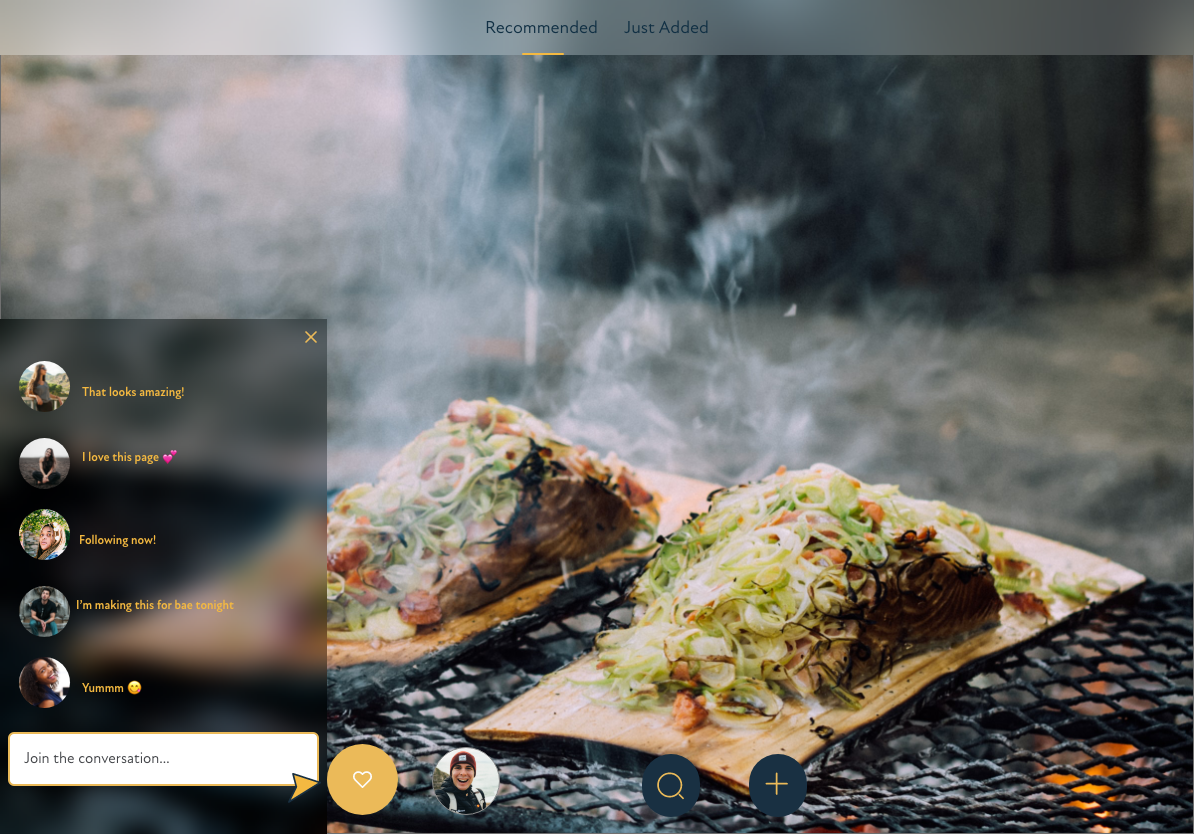 Recommended Just Added
That looks amazing!
I love this page 💕
Following now!
I'm making this for bae tonight
Yummm 😋
Join the conversation...